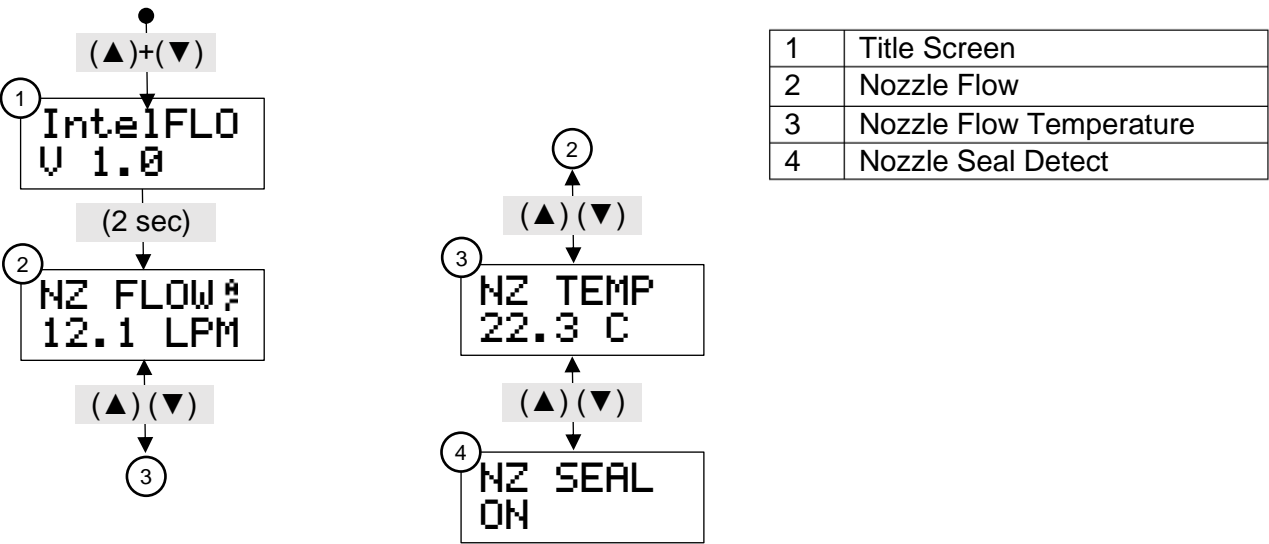 (▲)+(▼)
1
IntelFLO
V 1.0
(2 sec)
2
NZ FLOW
12.1 LPM
(▲) (▼)
3
2
(▲) (▼)
3
NZ TEMP
22.3 C
(▲) (▼)
4
NZ SEAL
ON
1 Title Screen
2 Nozzle Flow
3 Nozzle Flow Temperature
4 Nozzle Seal Detect